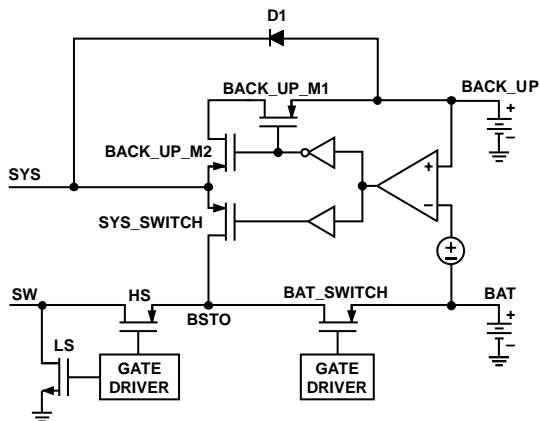 D1
BACK_UP_M1
BACK_UP
+
−
BACK_UP_M2
SYS
+
−
SYS_SWITCH
±
SW
HS
BSTO
BAT_SWITCH
BAT
+
−
LS
GATE
DRIVER
GATE
DRIVER